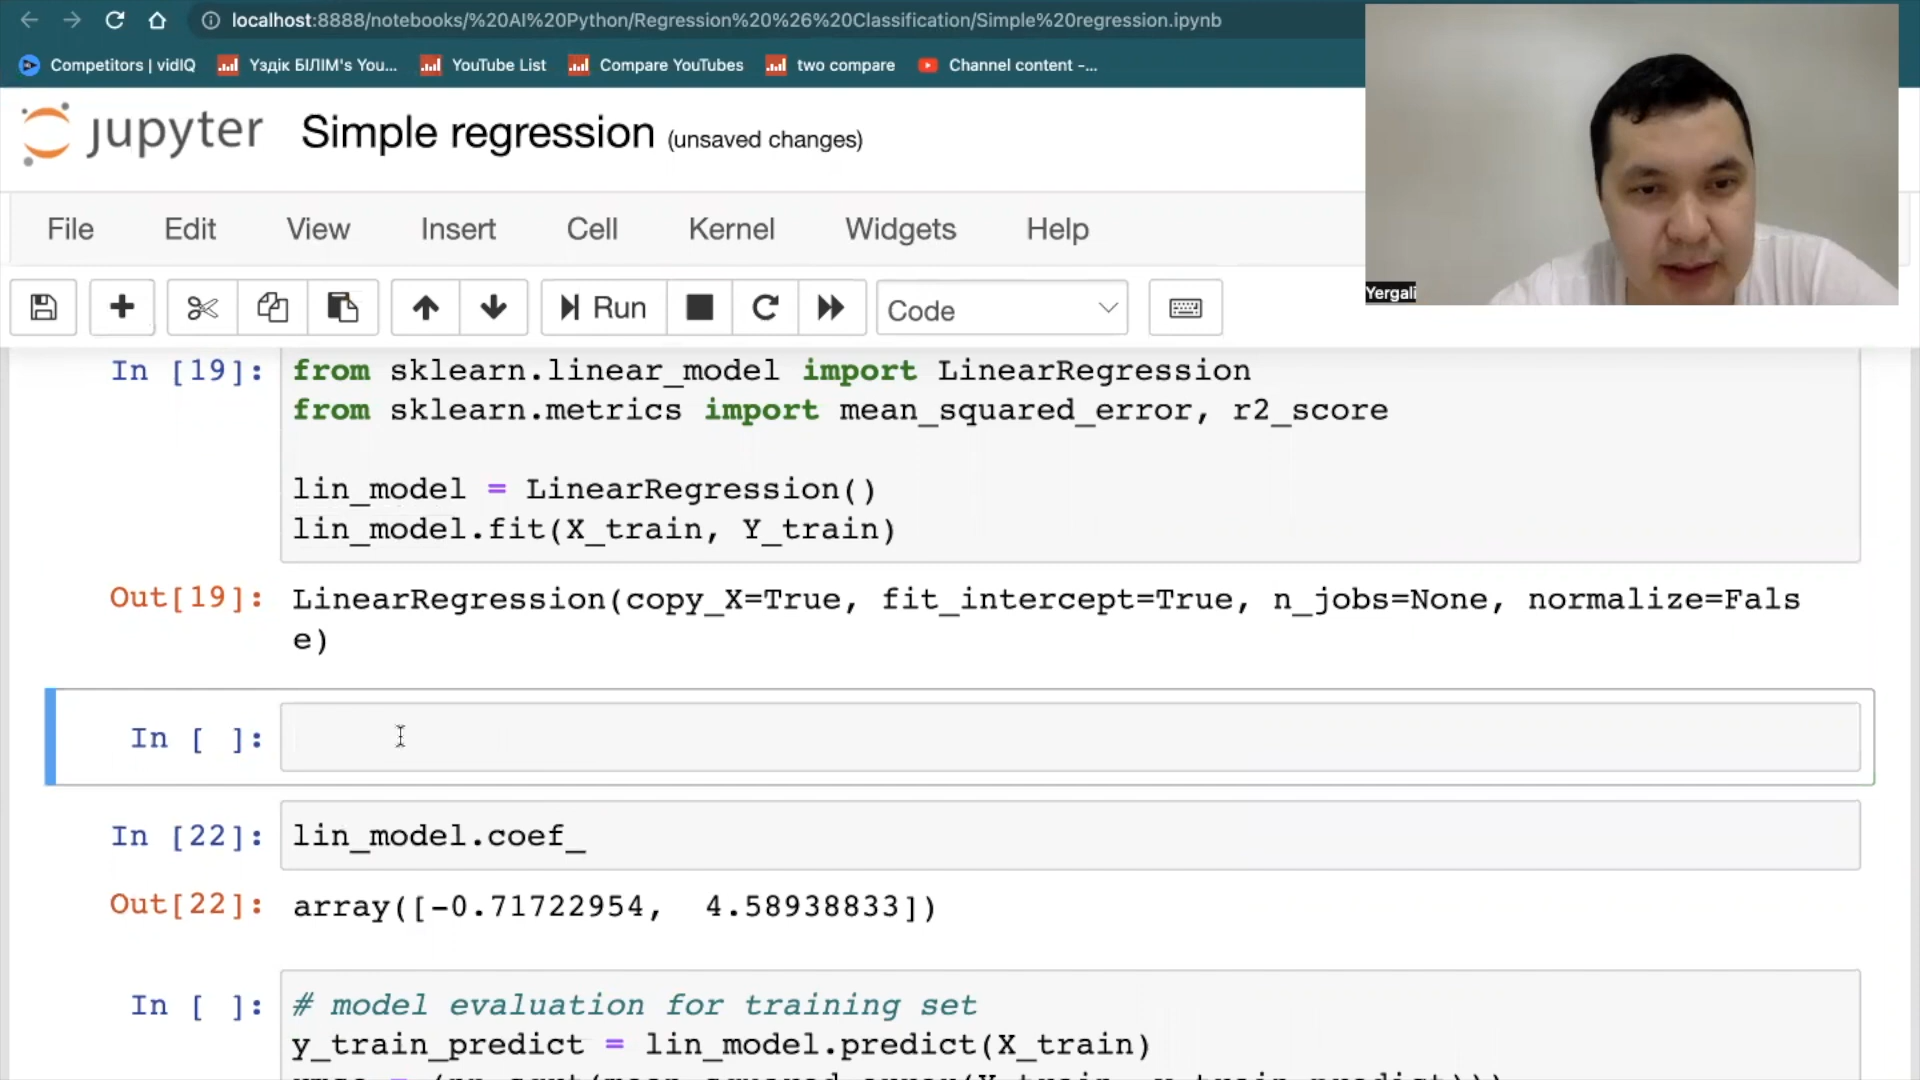 localhost:8888/notebooks/%20AI%20Python/Regression%20%26%20Classification/Simple%20regression.ipynb
Competitors | vidIQ
Үздік БІЛІМ's You...
YouTube List
Compare YouTubes
two compare
Channel content -...
jupyter Simple regression (unsaved changes)
Yergali
File Edit View Insert Cell Kernel Widgets Help
Run
Code
In [19]: from sklearn.linear_model import LinearRegression
from sklearn.metrics import mean_squared_error, r2_score
lin_model = LinearRegression()
lin_model.fit(X_train, Y_train)
Out[19]: LinearRegression(copy_X=True, fit_intercept=True, n_jobs=None, normalize=Fals
e)
In [ ]:
In [22]: lin_model.coef_
Out[22]: array([-0.71722954,  4.58938833])
In [ ]: # model evaluation for training set
y_train_predict = lin_model.predict(X_train)